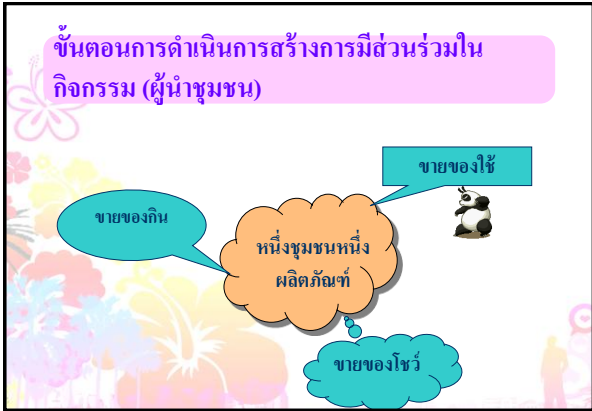 ขั้นตอนการดำเนินการสร้างการมีส่วนร่วมใน
กิจกรรม (ผู้นำชุมชน)
ขายของใช้
ขายของกิน
หนึ่งชุมชนหนึ่ง
ผลิตภัณฑ์
ขายของโชว์